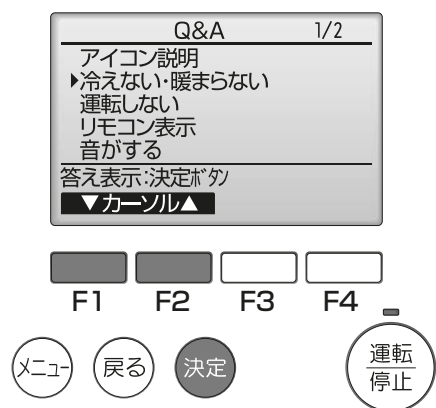 Q&A 1/2
アイコン説明
▶冷えない・暖まらない
運転しない
リモコン表示
音がする
答え表示:決定ボタン
▼カーソル▲
F1 F2 F3 F4
メニュー 戻る 決定 運転
停止